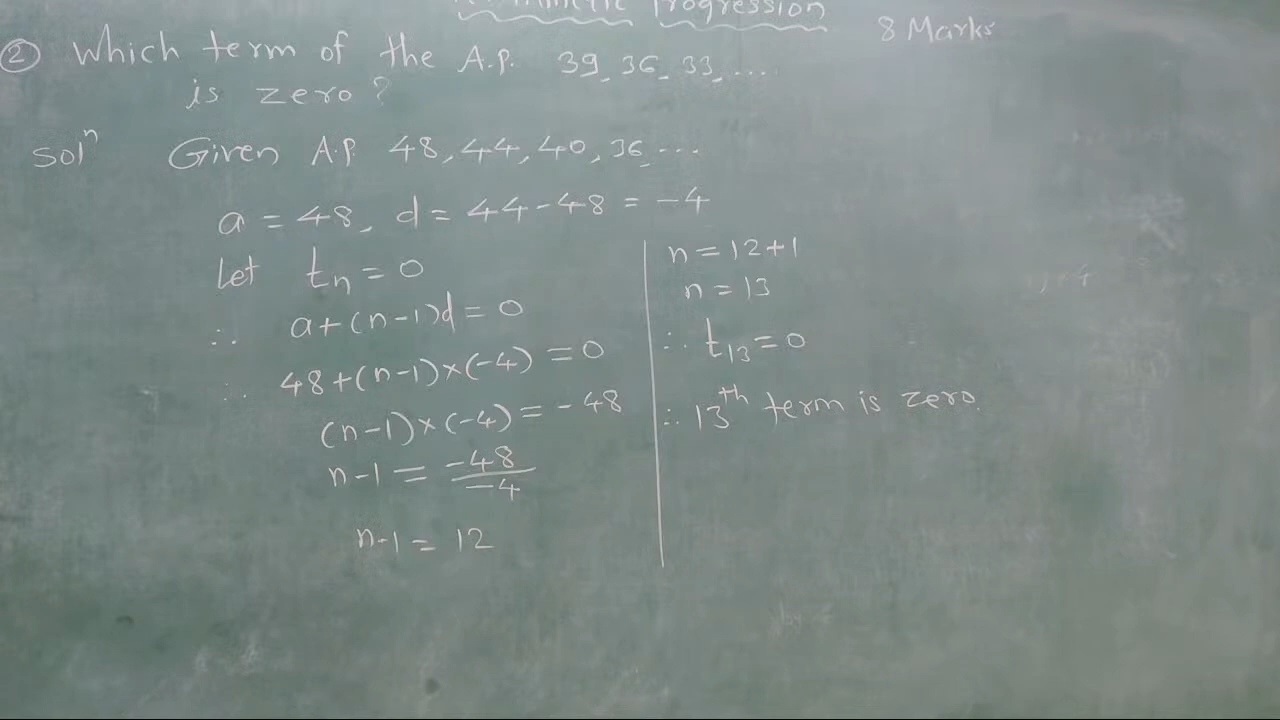 Progression
8 Marks
② Which term of the A.P. 39, 36, 33, ...
is zero?
Solⁿ Given A.P. 48, 44, 40, 36, ...
a = 48, d = 44-48 = -4
Let tₙ = 0
∴ a+(n-1)d = 0
∴ 48+(n-1)×(-4) = 0
(n-1)×(-4) = -48
n-1 = -48/-4
n-1 = 12
n = 12+1
n = 13
∴ t₁₃ = 0
∴ 13ᵗʰ term is zero.